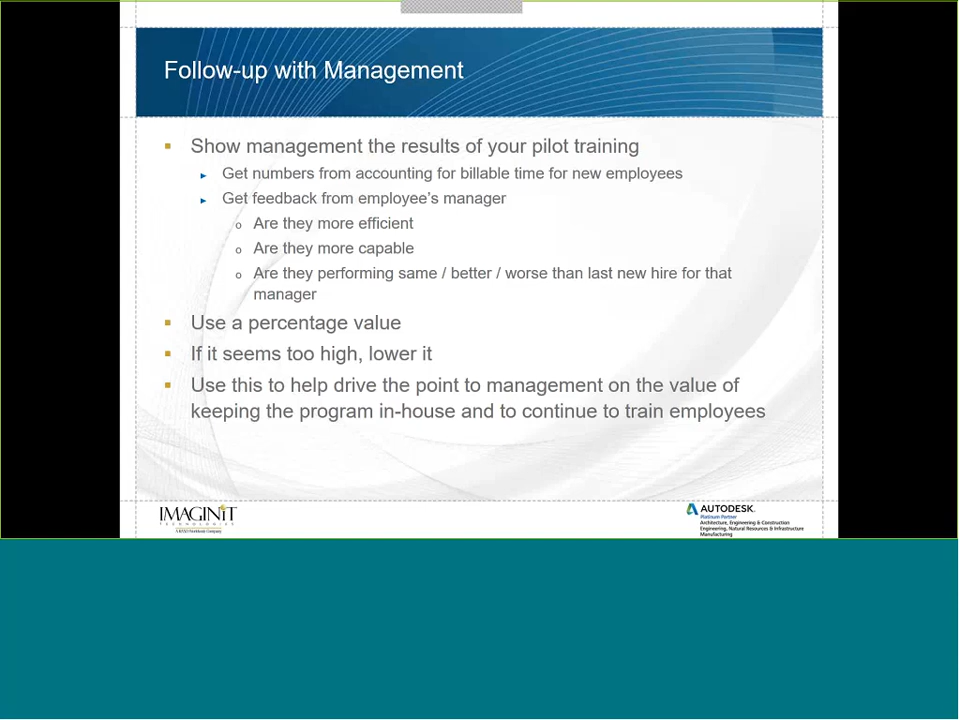 Follow-up with Management
Show management the results of your pilot training
Get numbers from accounting for billable time for new employees
Get feedback from employee's manager
Are they more efficient
Are they more capable
Are they performing same / better / worse than last new hire for that
manager
Use a percentage value
If it seems too high, lower it
Use this to help drive the point to management on the value of
keeping the program in-house and to continue to train employees
IMAGINiT
TECHNOLOGIES
AUTODESK.
Platinum Partner
Architecture, Engineering & Construction
Engineering, Natural Resources & Infrastructure
Manufacturing